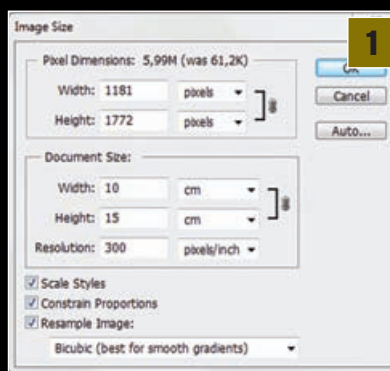 Image Size
1
Pixel Dimensions: 5,99M (was 61,2K)
Width: 1181 pixels
Height: 1772 pixels
OK
Cancel
Auto...
Document Size:
Width: 10 cm
Height: 15 cm
Resolution: 300 pixels/inch
Scale Styles
Constrain Proportions
Resample Image:
Bicubic (best for smooth gradients)